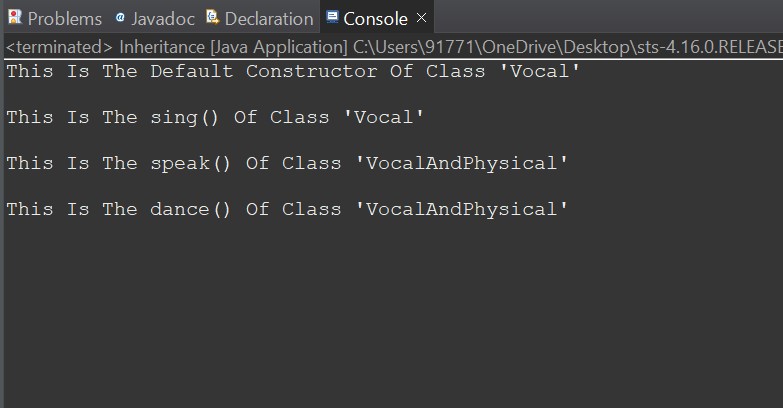 Problems @ Javadoc Declaration Console ×
<terminated> Inheritance [Java Application] C:\Users\91771\OneDrive\Desktop\sts-4.16.0.RELEASE
This Is The Default Constructor Of Class 'Vocal'
This Is The sing() Of Class 'Vocal'
This Is The speak() Of Class 'VocalAndPhysical'
This Is The dance() Of Class 'VocalAndPhysical'